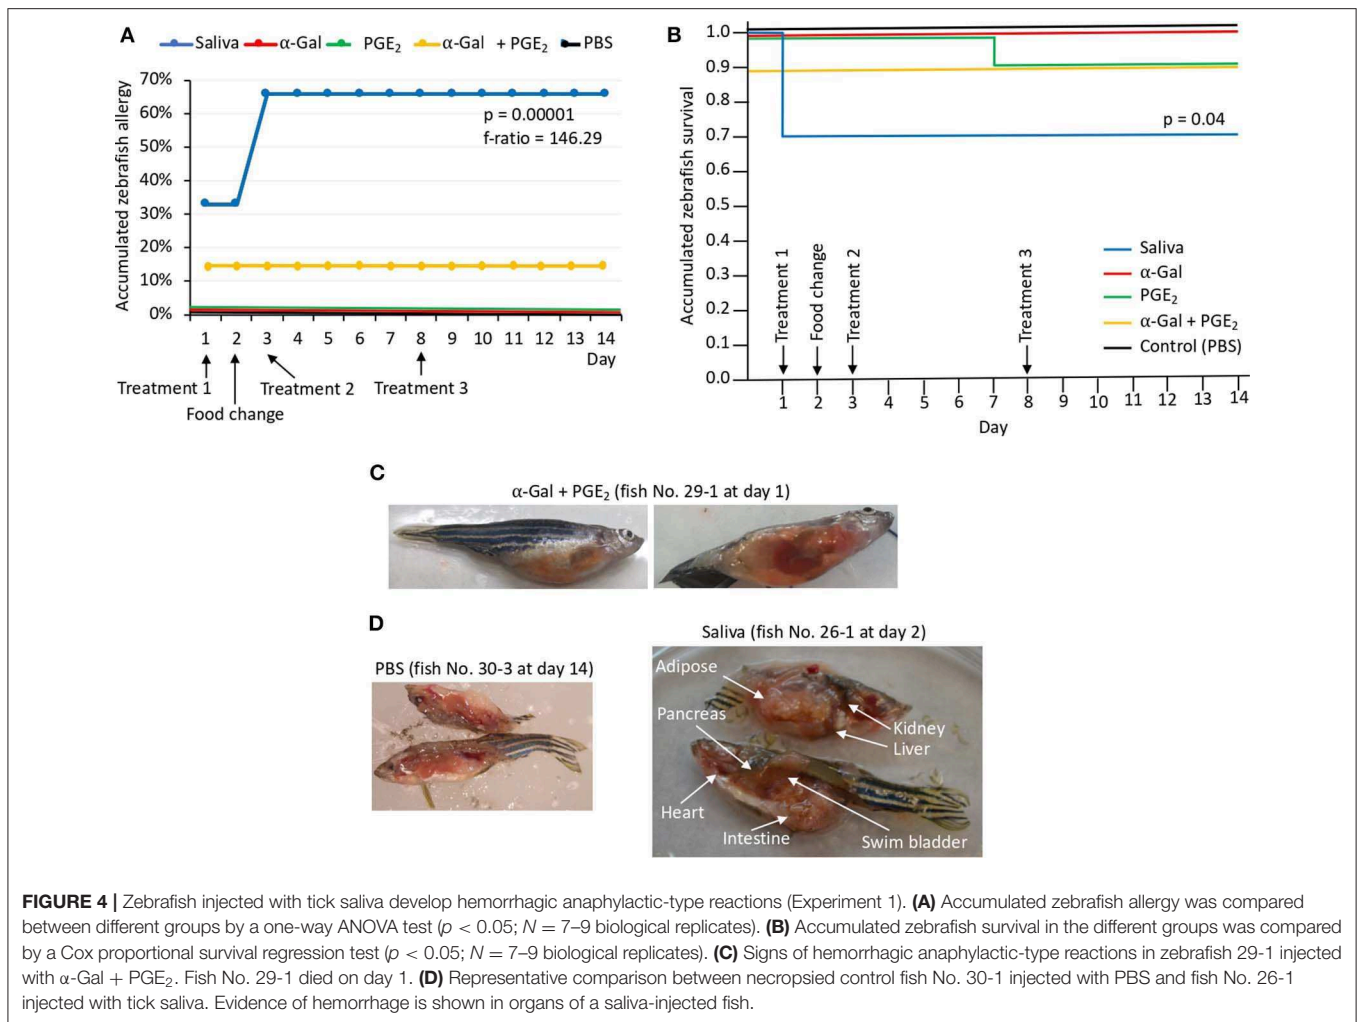 A
Saliva α-Gal PGE₂ α-Gal + PGE₂ PBS
Accumulated zebrafish allergy
70%
60%
50%
40%
30%
20%
10%
0%
p = 0.00001
f-ratio = 146.29
1 2 3 4 5 6 7 8 9 10 11 12 13 14
Day
Treatment 1
Food change
Treatment 2
Treatment 3
B
Accumulated zebrafish survival
1.0
0.9
0.8
0.7
0.6
0.5
0.4
0.3
0.2
0.1
0.0
p = 0.04
Treatment 1
Food change
Treatment 2
Treatment 3
Saliva
α-Gal
PGE₂
α-Gal + PGE₂
Control (PBS)
1 2 3 4 5 6 7 8 9 10 11 12 13 14
Day
C
α-Gal + PGE₂ (fish No. 29-1 at day 1)
D
PBS (fish No. 30-3 at day 14)
Saliva (fish No. 26-1 at day 2)
Adipose
Pancreas
Kidney
Liver
Heart
Intestine
Swim bladder
FIGURE 4 | Zebrafish injected with tick saliva develop hemorrhagic anaphylactic-type reactions (Experiment 1). (A) Accumulated zebrafish allergy was compared
between different groups by a one-way ANOVA test (p < 0.05; N = 7–9 biological replicates). (B) Accumulated zebrafish survival in the different groups was compared
by a Cox proportional survival regression test (p < 0.05; N = 7–9 biological replicates). (C) Signs of hemorrhagic anaphylactic-type reactions in zebrafish 29-1 injected
with α-Gal + PGE₂. Fish No. 29-1 died on day 1. (D) Representative comparison between necropsied control fish No. 30-1 injected with PBS and fish No. 26-1
injected with tick saliva. Evidence of hemorrhage is shown in organs of a saliva-injected fish.